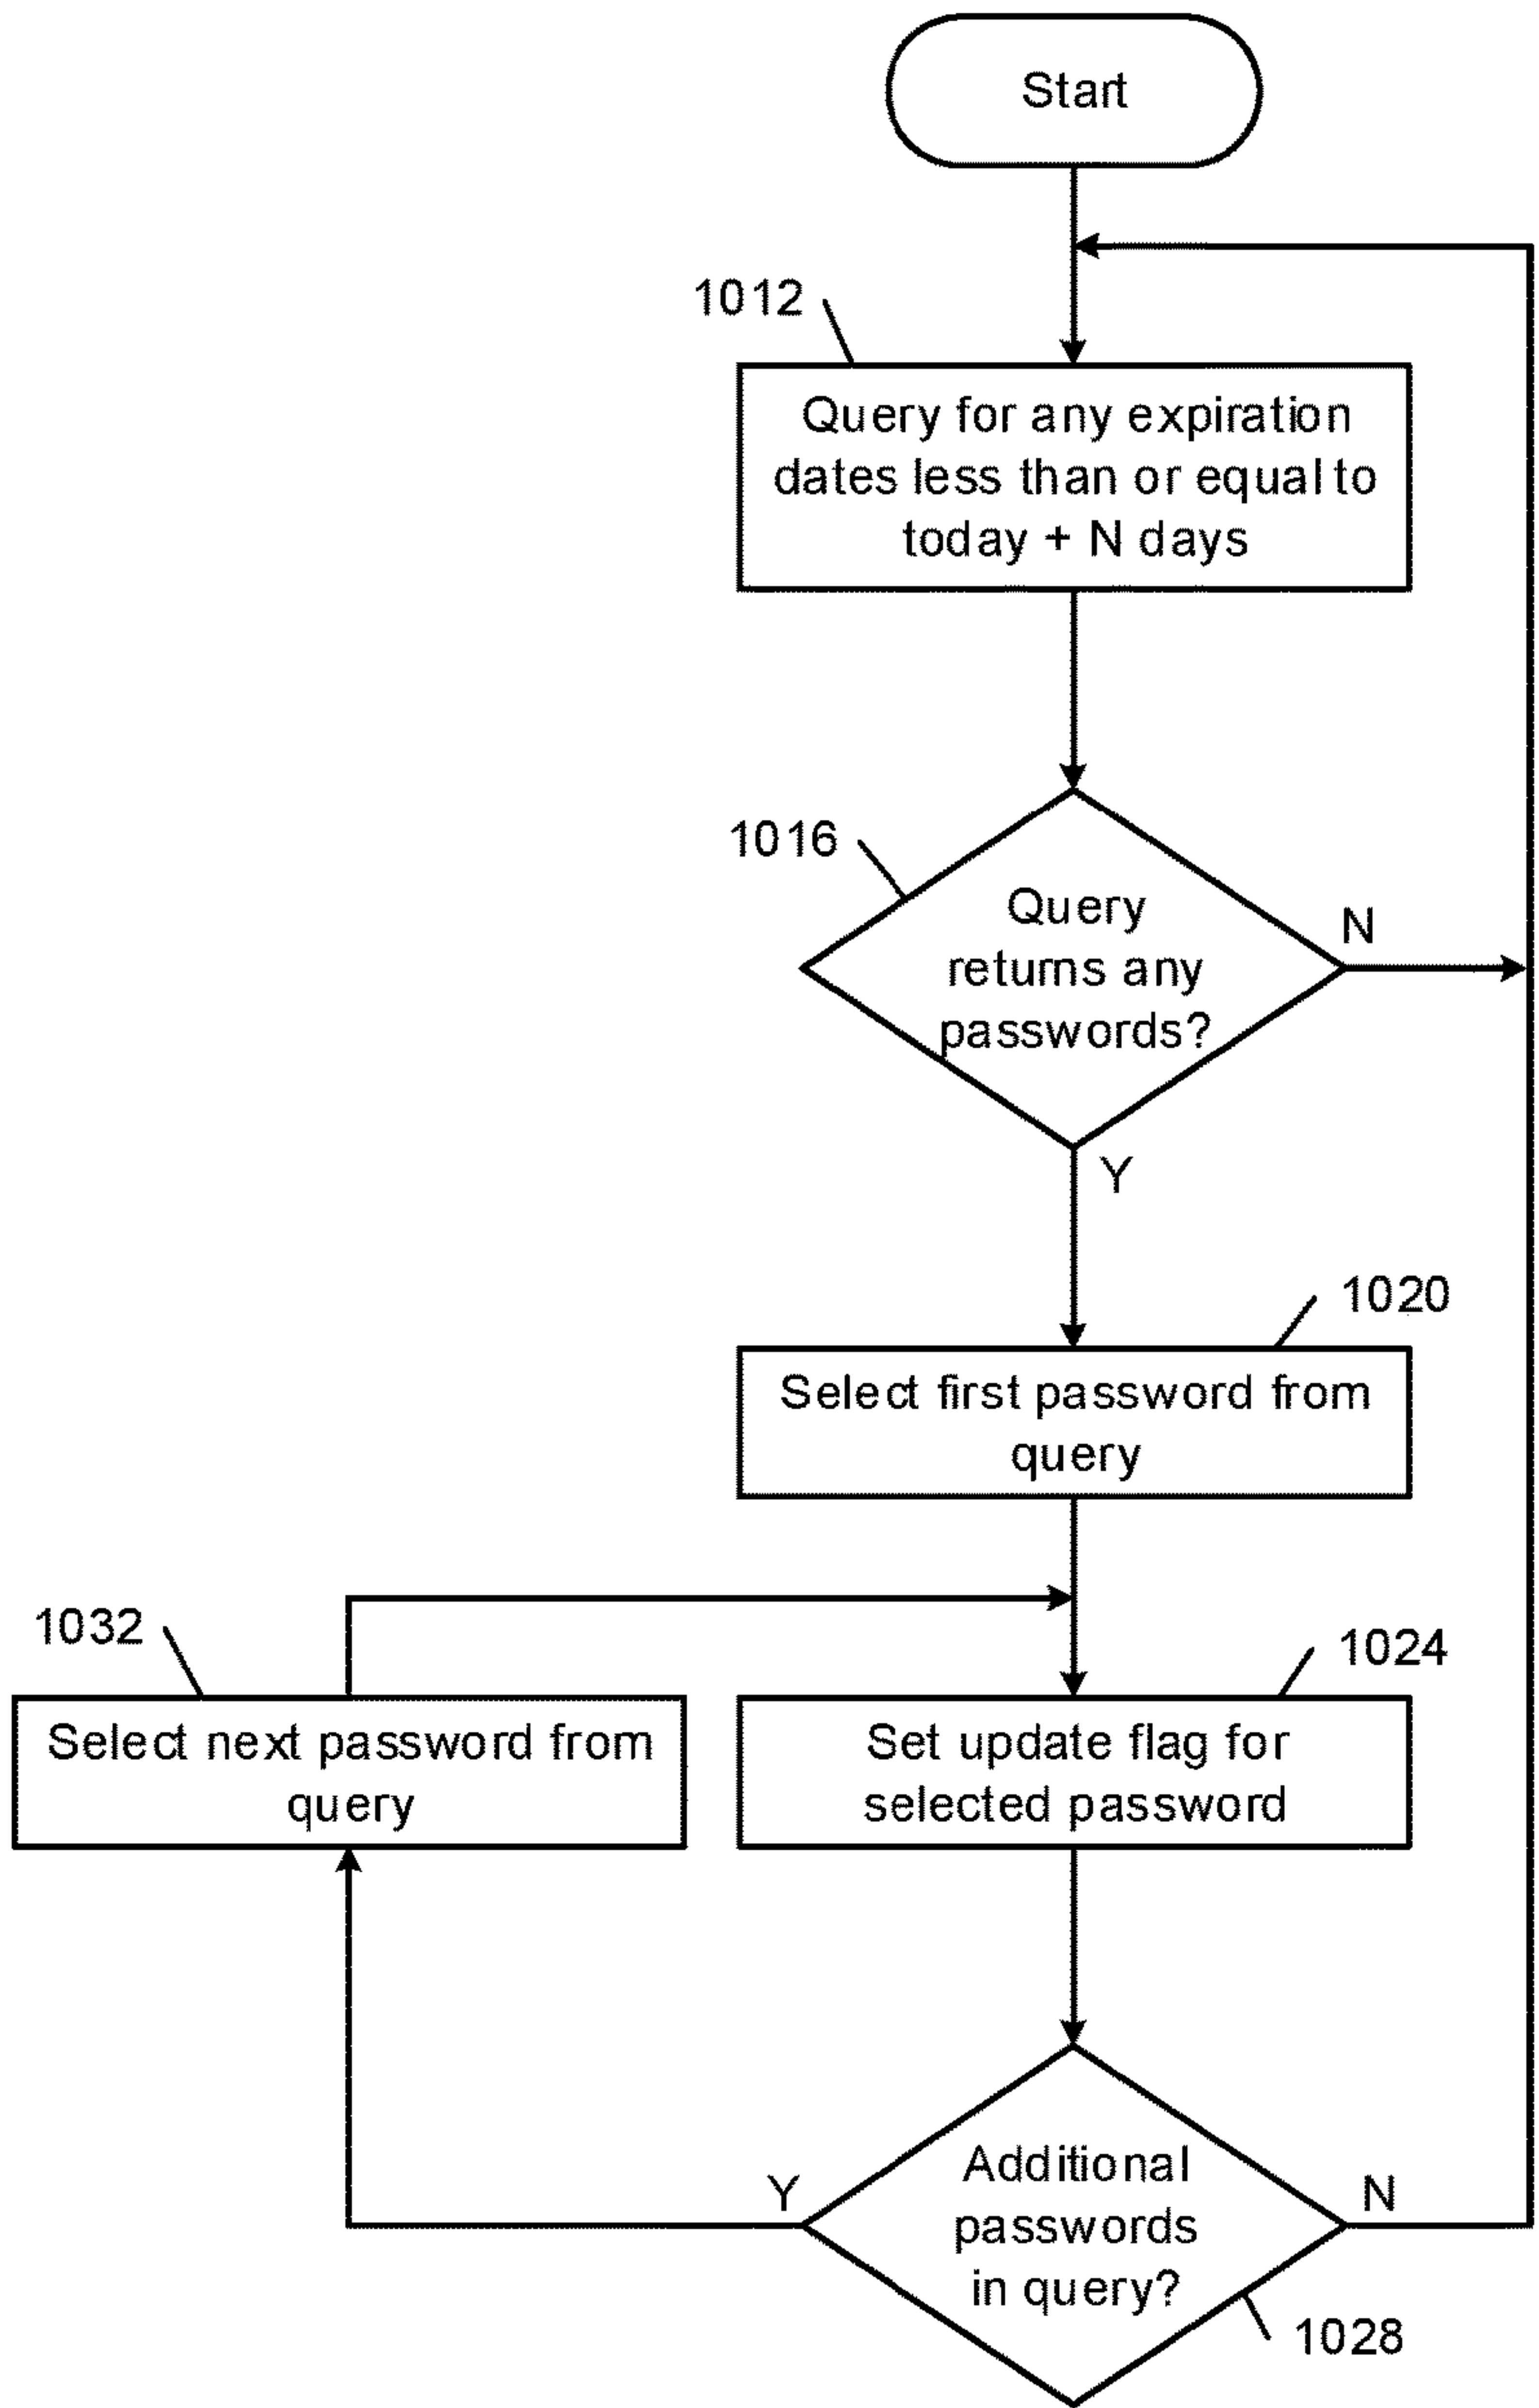 Start
1012
Query for any expiration
dates less than or equal to
today + N days
1016
Query
returns any
passwords?
N
Y
1020
Select first password from
query
1032
Select next password from
query
1024
Set update flag for
selected password
Y
Additional
passwords
in query?
N
1028